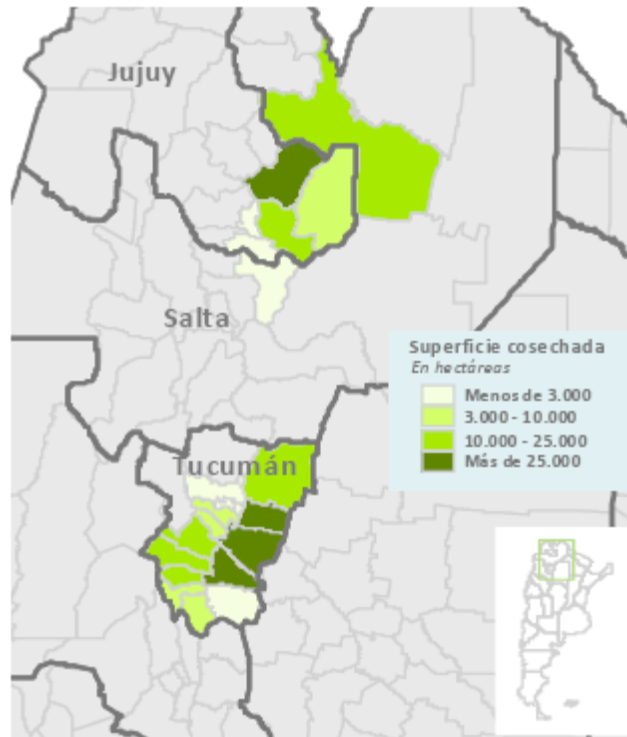 Jujuy
Salta
Superficie cosechada
En hectáreas
Menos de 3.000
3.000 - 10.000
10.000 - 25.000
Más de 25.000
Tucumán